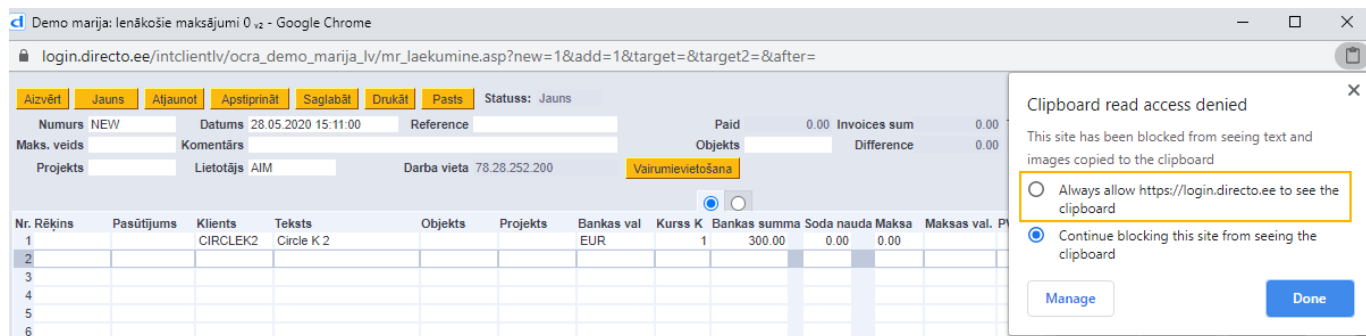 Demo marija: Ienākošie maksājumi 0 v2 - Google Chrome
login.directo.ee/intclientlv/ocra_demo_marija_lv/mr_laekumine.asp?new=1&add=1&target=&target2=&after=
Aizvērt Jauns Atjaunot Apstiprināt Saglabāt Drukāt Pasts Statuss: Jauns
Numurs NEW Datums 28.05.2020 15:11:00 Reference Paid 0.00 Invoices sum 0.00
Maks. veids Komentārs Objekts Difference 0.00
Projekts Lietotājs AIM Darba vieta 78.28.252.200 Vairumievietošana
Nr. Rēķins Pasūtījums Klients Teksts Objekts Projekts Bankas val Kurss K Bankas summa Soda nauda Maksa Maksas val.
1 CIRCLEK2 Circle K 2 EUR 1 300.00 0.00 0.00
2
3
4
5
6
Clipboard read access denied
This site has been blocked from seeing text and
images copied to the clipboard
Always allow https://login.directo.ee to see the
clipboard
Continue blocking this site from seeing the
clipboard
Manage Done